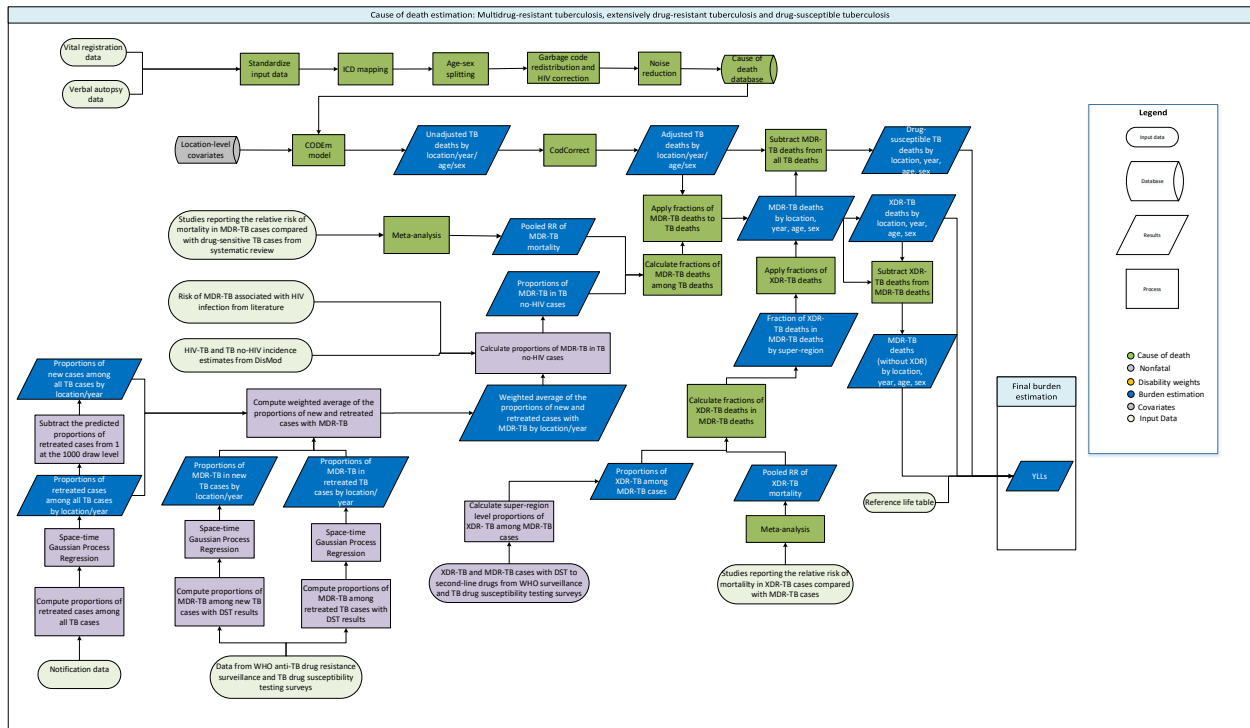 Cause of death estimation: Multidrug-resistant tuberculosis, extensively drug-resistant tuberculosis and drug-susceptible tuberculosis
Vital registration
data
Verbal autopsy
data
Standardize
input data
ICD mapping
Age-sex
splitting
Garbage code
redistribution and
HIV correction
Noise
reduction
Cause of
death
database
Location-level
covariates
CODEm
model
Unadjusted TB
deaths by
location/year/
age/sex
CodCorrect
Adjusted TB
deaths by
location/year/
age/sex
Subtract MDR-
TB deaths from
all TB deaths
Drug-
susceptible TB
deaths by
location, year,
age, sex
Studies reporting the relative risk of
mortality in MDR-TB cases compared
with drug-sensitive TB cases from
systematic review
Meta-analysis
Pooled RR of
MDR-TB
mortality
Apply fractions of
MDR-TB deaths to
TB deaths
MDR-TB deaths
by location,
year, age, sex
XDR-TB
deaths by
location, year,
age, sex
Calculate fractions of
MDR-TB deaths
among TB deaths
Apply fractions of
XDR-TB deaths
Subtract XDR-
TB deaths from
MDR-TB deaths
Risk of MDR-TB associated with HIV
infection from literature
Proportions of
MDR-TB in TB
no-HIV cases
HIV-TB and TB no-HIV incidence
estimates from DisMod
Calculate proportions of MDR-TB in TB
no-HIV cases
Fraction of XDR-
TB deaths in
MDR-TB deaths
by super-region
MDR-TB
deaths
(without XDR)
by location,
year, age, sex
Proportions of
new cases among
all TB cases by
location/year
Subtract the predicted
proportions of
retreated cases from 1
at the 1000 draw level
Proportions of
retreated cases
among all TB cases
by location/year
Space-time
Gaussian Process
Regression
Compute proportions of
retreated cases among
all TB cases
Notification data
Compute weighted average of the
proportions of new and retreated
cases with MDR-TB
Weighted average of the
proportions of new and
retreated cases with
MDR-TB by location/year
Proportions of
MDR-TB in new
TB cases by
location/year
Proportions of
MDR-TB in
retreated TB
cases by location/
year
Space-time
Gaussian Process
Regression
Space-time
Gaussian Process
Regression
Compute proportions of
MDR-TB among new TB
cases with DST results
Compute proportions of
MDR-TB among
retreated TB cases with
DST results
Data from WHO anti-TB drug resistance
surveillance and TB drug susceptibility
testing surveys
Calculate fractions of
XDR-TB deaths in
MDR-TB deaths
Proportions of
XDR-TB among
MDR-TB cases
Pooled RR of
XDR-TB
mortality
Calculate super-region
level proportions of
XDR- TB among MDR-TB
cases
Meta-analysis
XDR-TB and MDR-TB cases with DST to
second-line drugs from WHO surveillance
and TB drug susceptibility testing surveys
Studies reporting the relative risk of
mortalilty in XDR-TB cases compared
with MDR-TB cases
Reference life table
Final burden
estimation
YLLs
Legend
Input data
Database
Results
Process
Cause of death
Nonfatal
Disability weights
Burden estimation
Covariates
Input Data